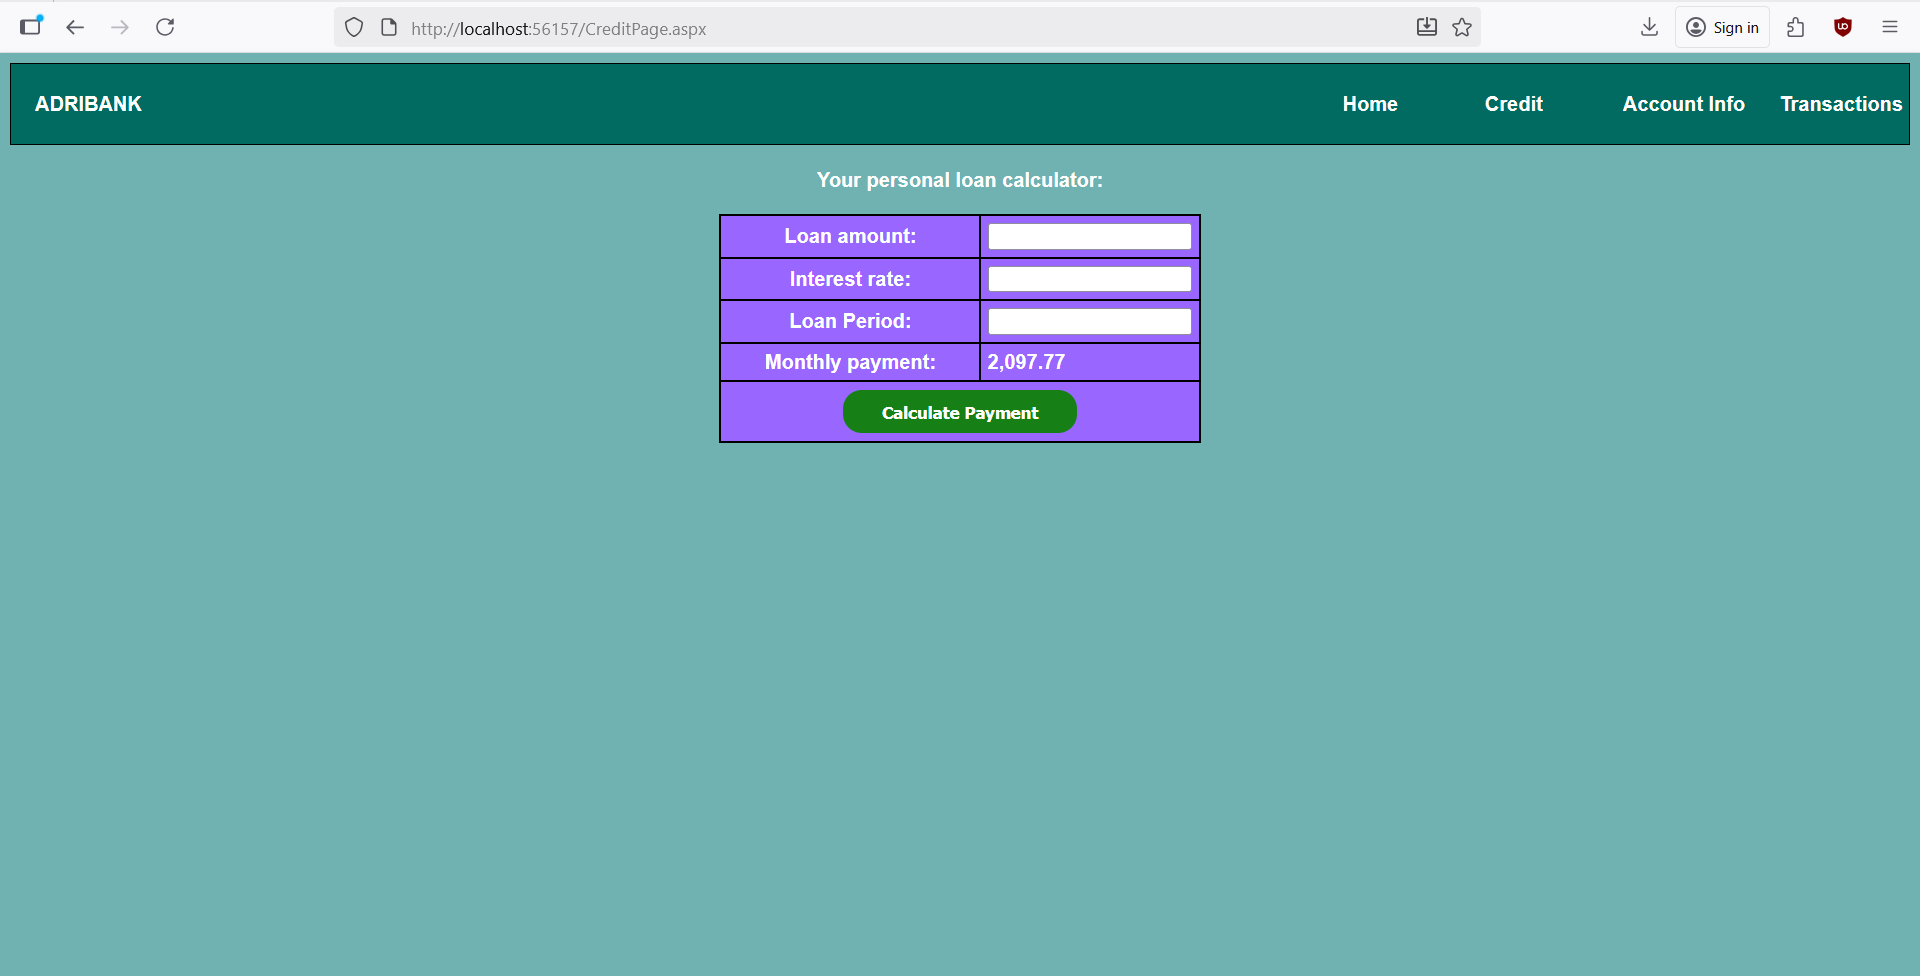 http://localhost:56157/CreditPage.aspx
Sign in
ADRIBANK Home Credit Account Info Transactions
Your personal loan calculator:
Loan amount:
Interest rate:
Loan Period:
Monthly payment: 2,097.77
Calculate Payment